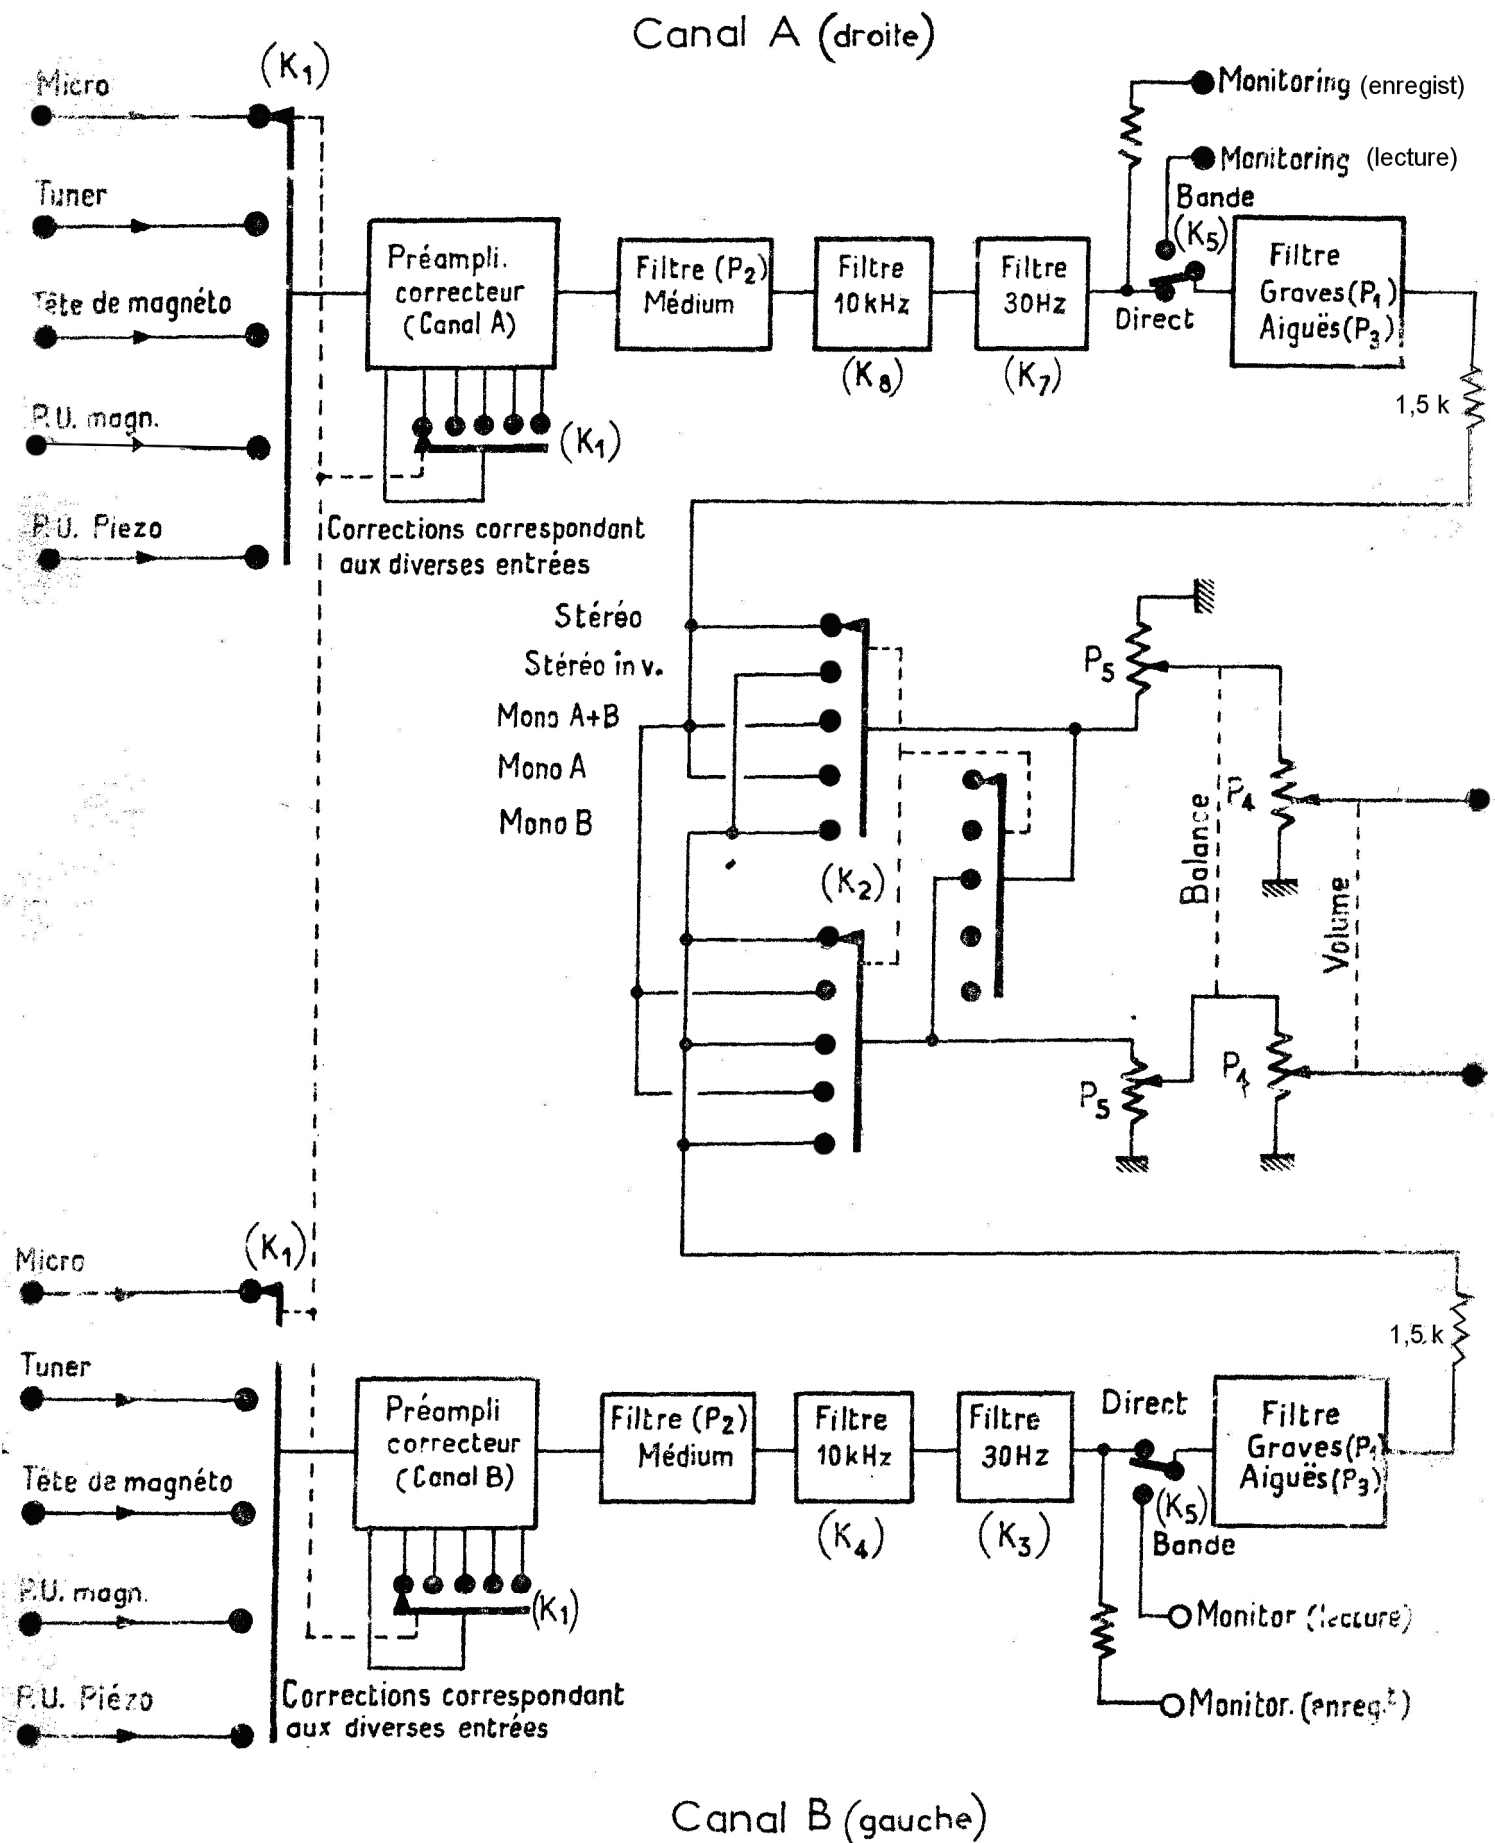 Canal A (droite)
(K₁)
Micro
Tuner
Tête de magnéto
P.U. magn.
P.U. Piezo
Préampli.
correcteur
(Canal A)
(K₁)
Corrections correspondant
aux diverses entrées
Filtre (P₂)
Médium
Filtre
10kHz
(K₈)
Filtre
30Hz
(K₇)
Monitoring (enregist)
Monitoring (lecture)
Bande
(K₅)
Direct
Filtre
Graves(P₁)
Aiguës(P₃)
1,5 k
Stéréo
Stéréo inv.
Mono A+B
Mono A
Mono B
(K₂)
P₅
P₄
Balance
Volume
P₅
P₄
1,5 k
(K₁)
Micro
Tuner
Tête de magnéto
P.U. magn.
P.U. Piézo
Préampli
correcteur
(Canal B)
(K₁)
Corrections correspondant
aux diverses entrées
Filtre (P₂)
Médium
Filtre
10kHz
(K₄)
Filtre
30Hz
(K₃)
Direct
(K₅)
Bande
Filtre
Graves(P₁)
Aiguës(P₃)
Monitor (lecture)
Monitor. (enreg.t)
Canal B (gauche)